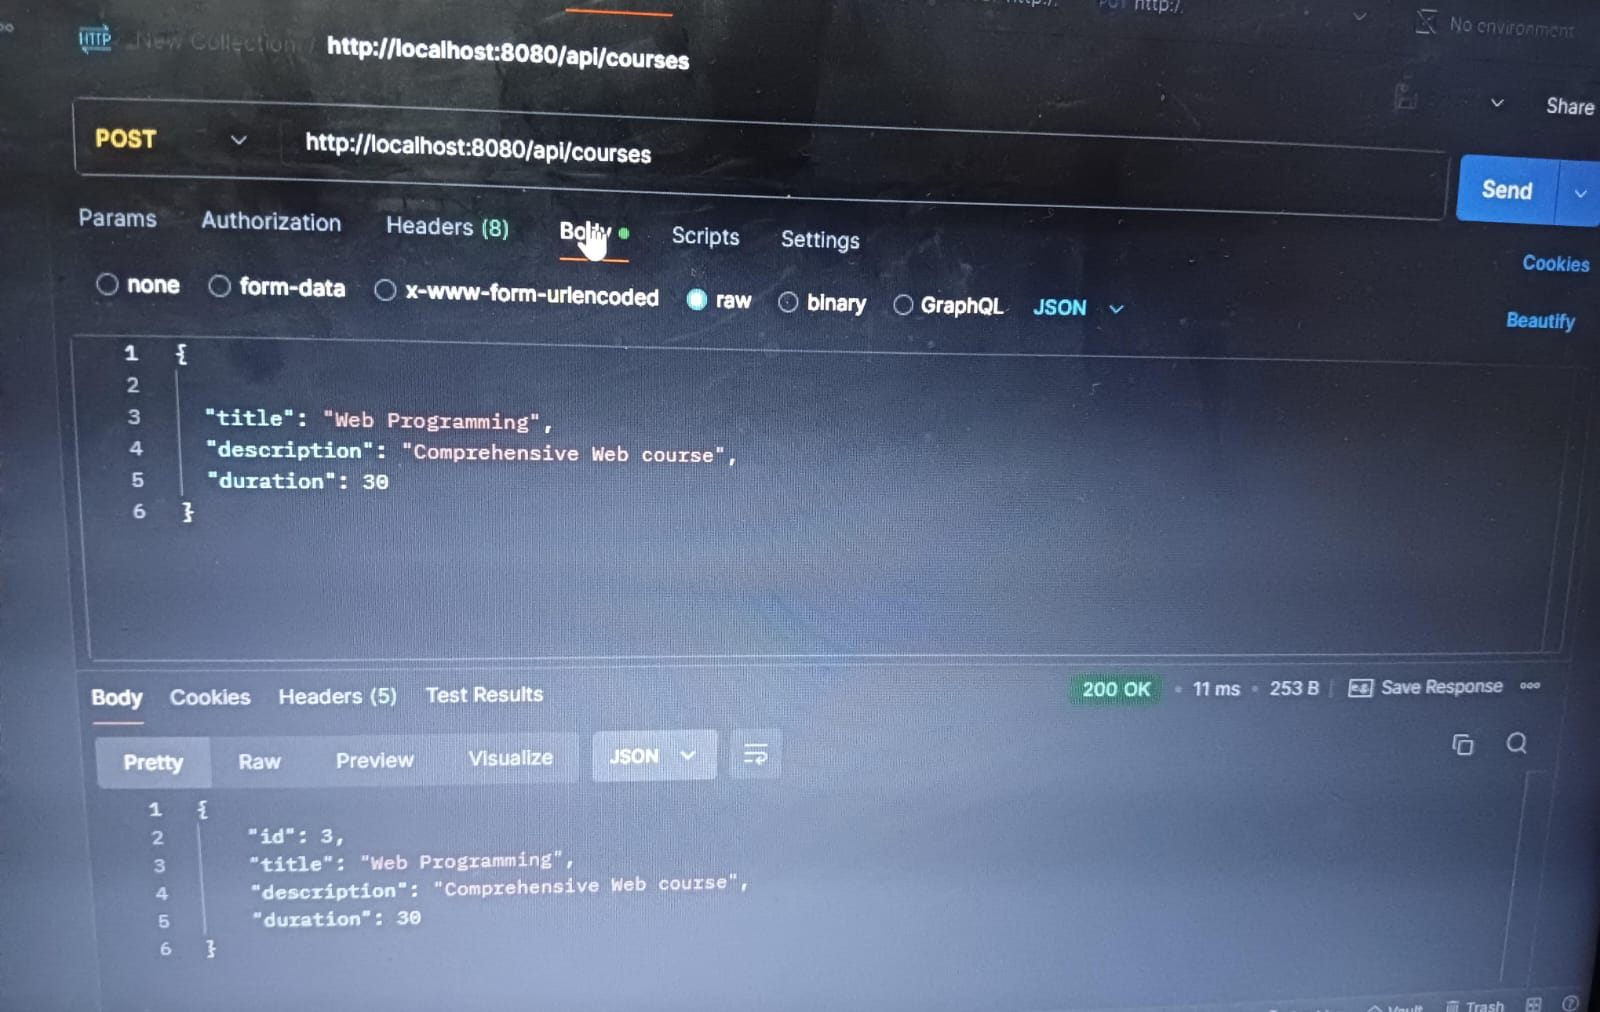 http:/.
PUT http:/.
No environment
HTTP New Collection / http://localhost:8080/api/courses
Share
POST http://localhost:8080/api/courses
Send
Params Authorization Headers (8) Body Scripts Settings
Cookies
none form-data x-www-form-urlencoded raw binary GraphQL JSON
Beautify
1 {
2
3 "title": "Web Programming",
4 "description": "Comprehensive Web course",
5 "duration": 30
6 }
Body Cookies Headers (5) Test Results 200 OK • 11 ms • 253 B e.g. Save Response
Pretty Raw Preview Visualize JSON
1 {
2 "id": 3,
3 "title": "Web Programming",
4 "description": "Comprehensive Web course",
5 "duration": 30
6 }
Vault Trash